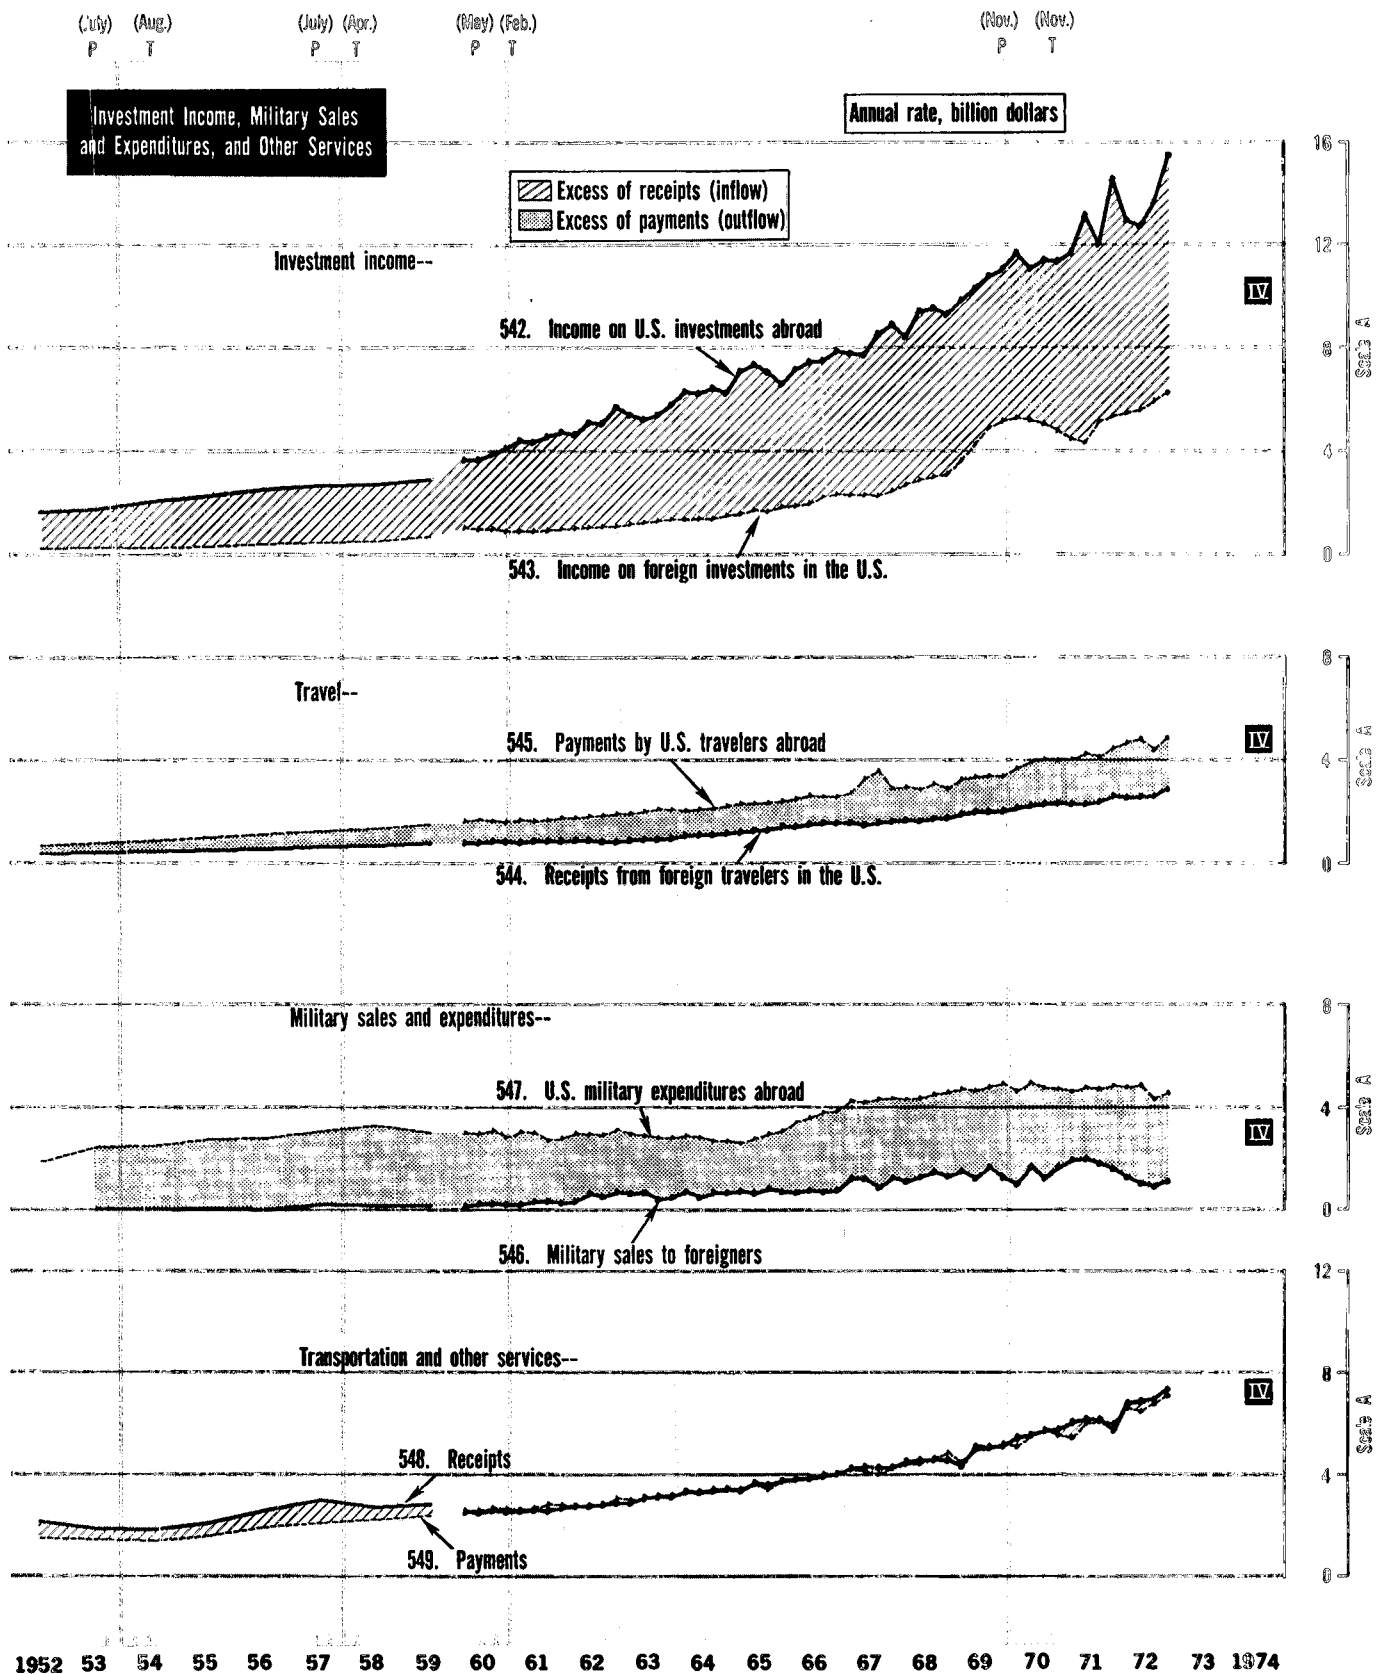 (July) (Aug.) (July) (Apr.) (May) (Feb.) (Nov.) (Nov.)
P T P T P T P T
Investment Income, Military Sales
and Expenditures, and Other Services
Annual rate, billion dollars
16
Excess of receipts (inflow)
Excess of payments (outflow)
12
Investment income--
IV
542. Income on U.S. investments abroad
8
Scale A
4
0
543. Income on foreign investments in the U.S.
8
Travel--
545. Payments by U.S. travelers abroad
IV
4
Scale A
0
544. Receipts from foreign travelers in the U.S.
8
Military sales and expenditures--
547. U.S. military expenditures abroad
4
Scale A
IV
0
546. Military sales to foreigners
12
Transportation and other services--
8
IV
Scale A
548. Receipts
4
549. Payments
0
1952 53 54 55 56 57 58 59 60 61 62 63 64 65 66 67 68 69 70 71 72 73 1974